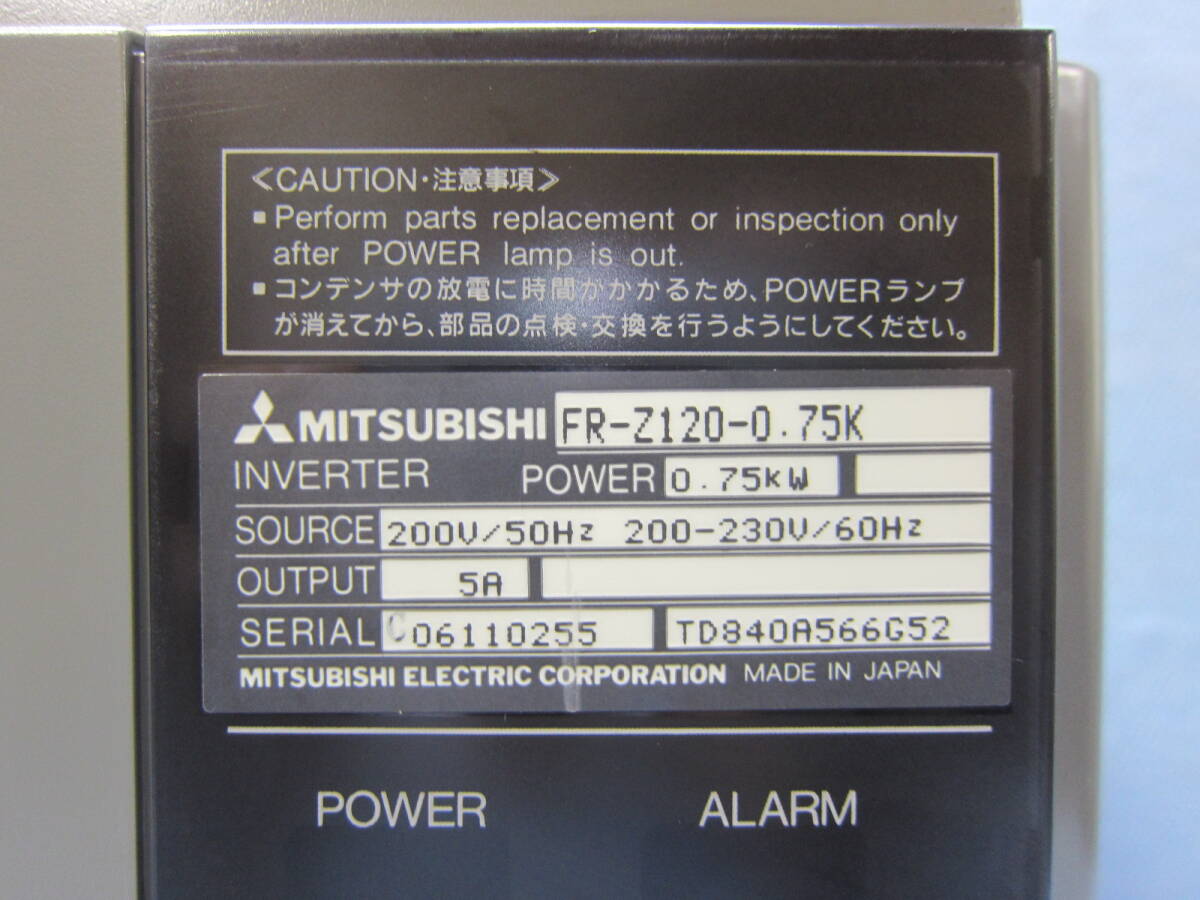 <CAUTION・注意事項>
▪ Perform parts replacement or inspection only
after POWER lamp is out.
▪ コンデンサの放電に時間がかかるため、POWERランプ
が消えてから、部品の点検・交換を行うようにしてください。
MITSUBISHI FR-Z120-0.75K
INVERTER POWER 0.75kW
SOURCE 200V/50Hz 200-230V/60Hz
OUTPUT 5A
SERIAL C06110255 TD840A566G52
MITSUBISHI ELECTRIC CORPORATION MADE IN JAPAN
POWER ALARM